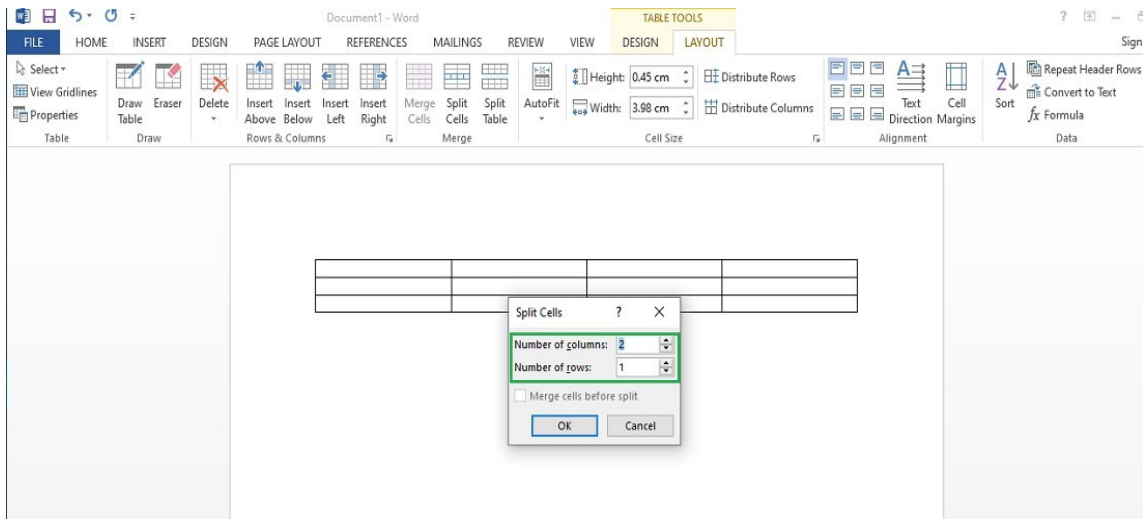 Document1 - Word
TABLE TOOLS
?
FILE HOME INSERT DESIGN PAGE LAYOUT REFERENCES MAILINGS REVIEW VIEW DESIGN LAYOUT
Sign
Select
View Gridlines
Properties
Table
Draw Table
Eraser
Draw
Delete
Insert Above
Insert Below
Insert Left
Insert Right
Rows & Columns
Merge Cells
Split Cells
Split Table
Merge
AutoFit
Height: 0.45 cm
Width: 3.98 cm
Distribute Rows
Distribute Columns
Cell Size
Text Direction
Cell Margins
Alignment
Sort
Repeat Header Rows
Convert to Text
fx Formula
Data
Split Cells ?
Number of columns: 2
Number of rows: 1
Merge cells before split
OK Cancel